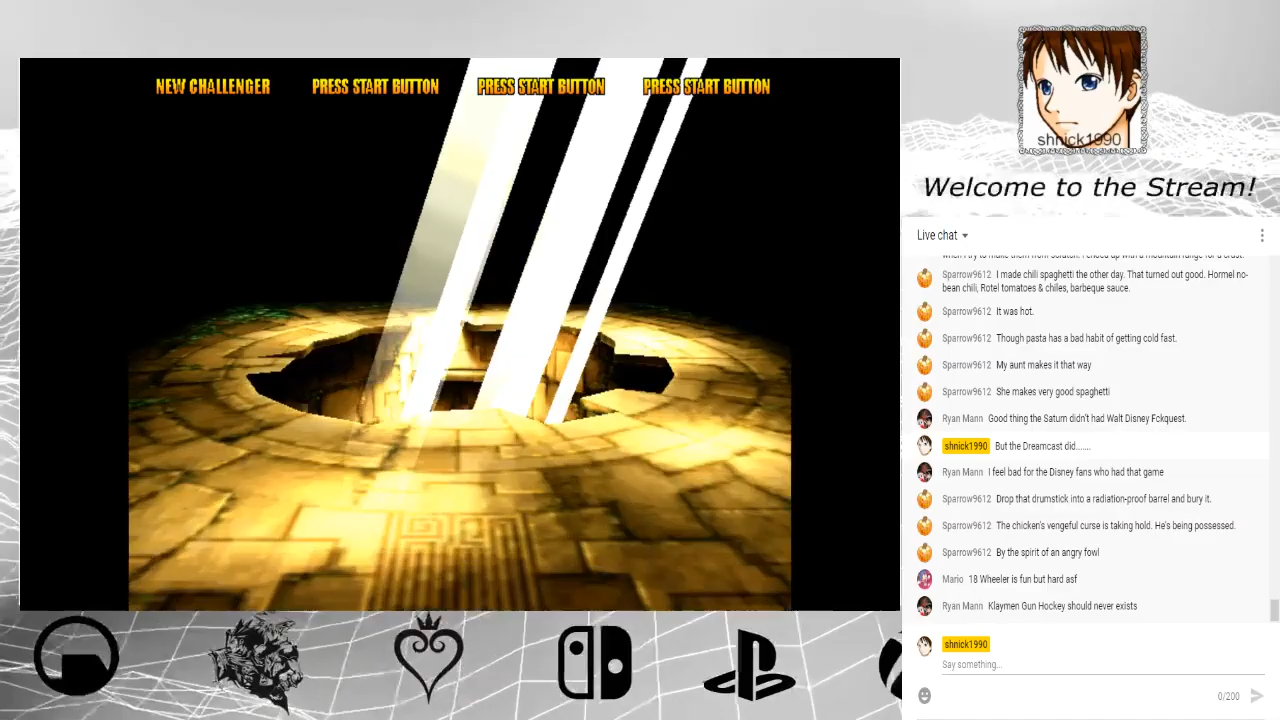 NEW CHALLENGER PRESS START BUTTON PRESS START BUTTON PRESS START BUTTON
shnick1990
Welcome to the Stream!
Live chat
Sparrow9612 I made chili spaghetti the other day. That turned out good. Hormel no-
bean chili, Rotel tomatoes & chiles, barbeque sauce.
Sparrow9612 It was hot.
Sparrow9612 Though pasta has a bad habit of getting cold fast.
Sparrow9612 My aunt makes it that way
Sparrow9612 She makes very good spaghetti
Ryan Mann Good thing the Saturn didn't had Walt Disney Fckquest.
shnick1990 But the Dreamcast did.......
Ryan Mann I feel bad for the Disney fans who had that game
Sparrow9612 Drop that drumstick into a radiation-proof barrel and bury it.
Sparrow9612 The chicken's vengeful curse is taking hold. He's being possessed.
Sparrow9612 By the spirit of an angry fowl
Mario 18 Wheeler is fun but hard asf
Ryan Mann Klaymen Gun Hockey should never exists
shnick1990
Say something...
0/200